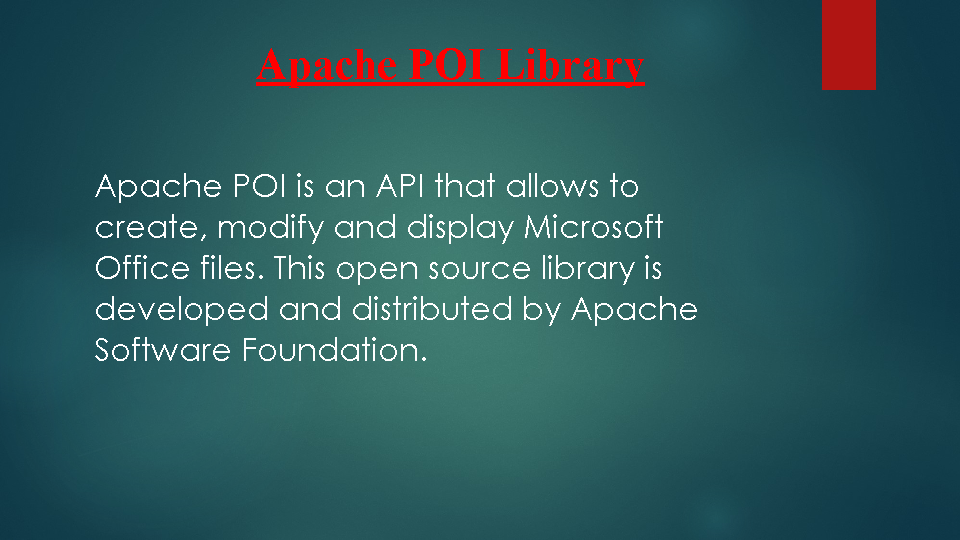 Apache POI Library
Apache POI is an API that allows to
create, modify and display Microsoft
Office files. This open source library is
developed and distributed by Apache
Software Foundation.